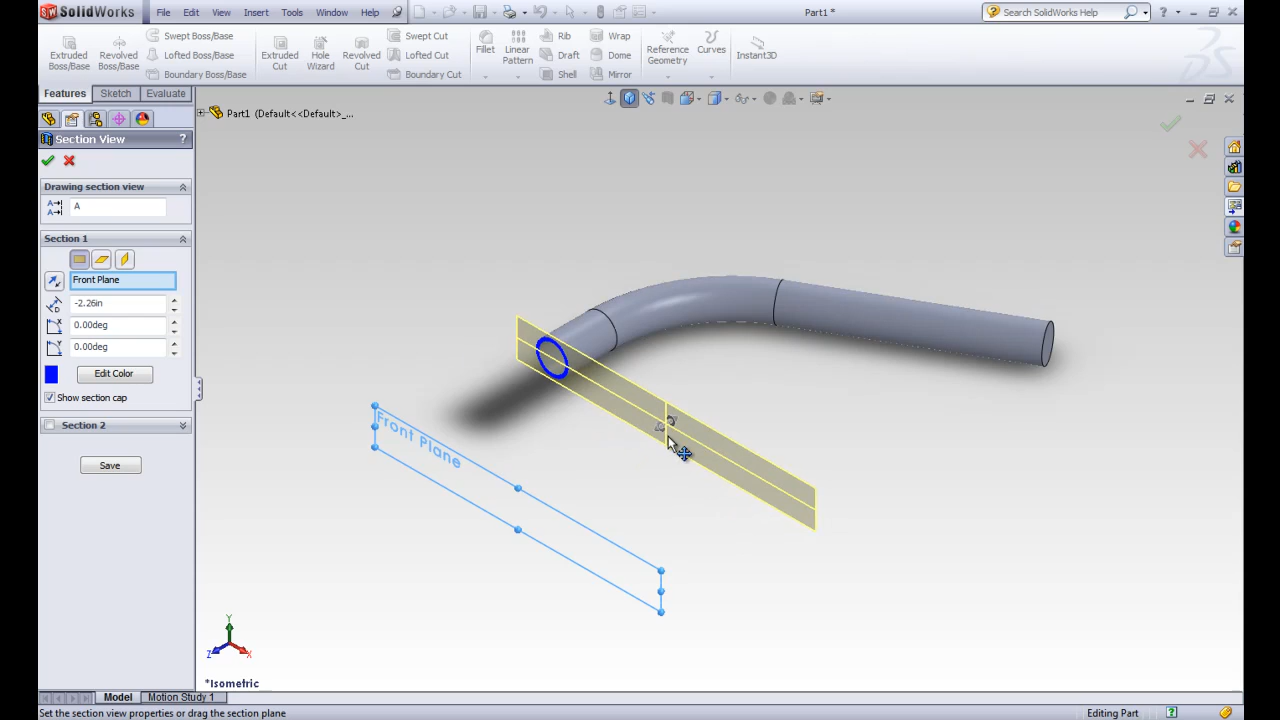 SolidWorks File Edit View Insert Tools Window Help Part1 * Search SolidWorks Help
Extruded Boss/Base
Revolved Boss/Base
Swept Boss/Base
Lofted Boss/Base
Boundary Boss/Base
Extruded Cut
Hole Wizard
Revolved Cut
Swept Cut
Lofted Cut
Boundary Cut
Fillet
Linear Pattern
Rib
Draft
Shell
Wrap
Dome
Mirror
Reference Geometry
Curves
Instant3D
Features Sketch Evaluate
Part1 (Default<<Default>_...
Section View ?
Drawing section view
A
Section 1
Front Plane
-2.26in
0.00deg
0.00deg
Edit Color
Show section cap
Section 2
Save
Front Plane
Y
Z X
*Isometric
Model Motion Study 1
Set the section view properties or drag the section plane Editing Part